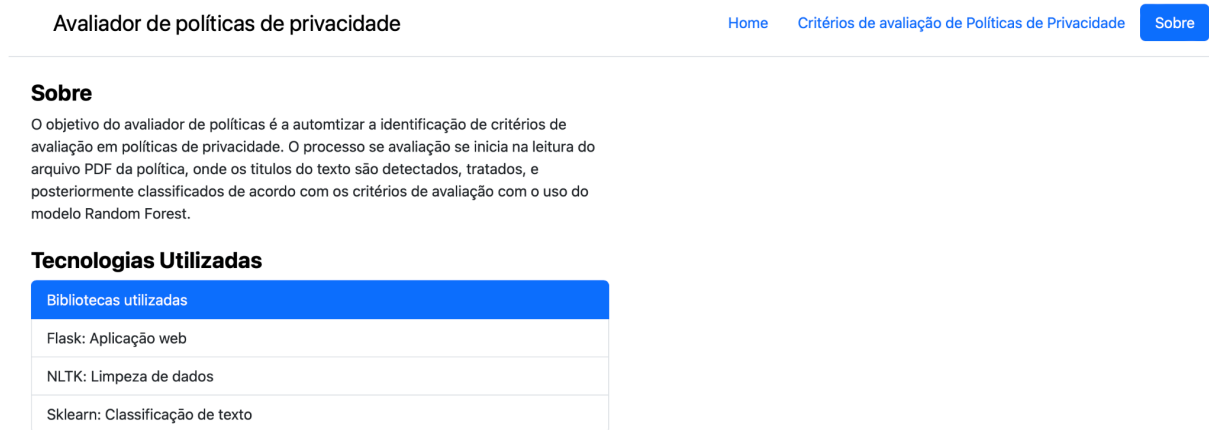 Avaliador de políticas de privacidade
Home
Critérios de avaliação de Políticas de Privacidade
Sobre
Sobre
O objetivo do avaliador de políticas é a automtizar a identificação de critérios de
avaliação em políticas de privacidade. O processo se avaliação se inicia na leitura do
arquivo PDF da política, onde os titulos do texto são detectados, tratados, e
posteriormente classificados de acordo com os critérios de avaliação com o uso do
modelo Random Forest.
Tecnologias Utilizadas
Bibliotecas utilizadas
Flask: Aplicação web
NLTK: Limpeza de dados
Sklearn: Classificação de texto